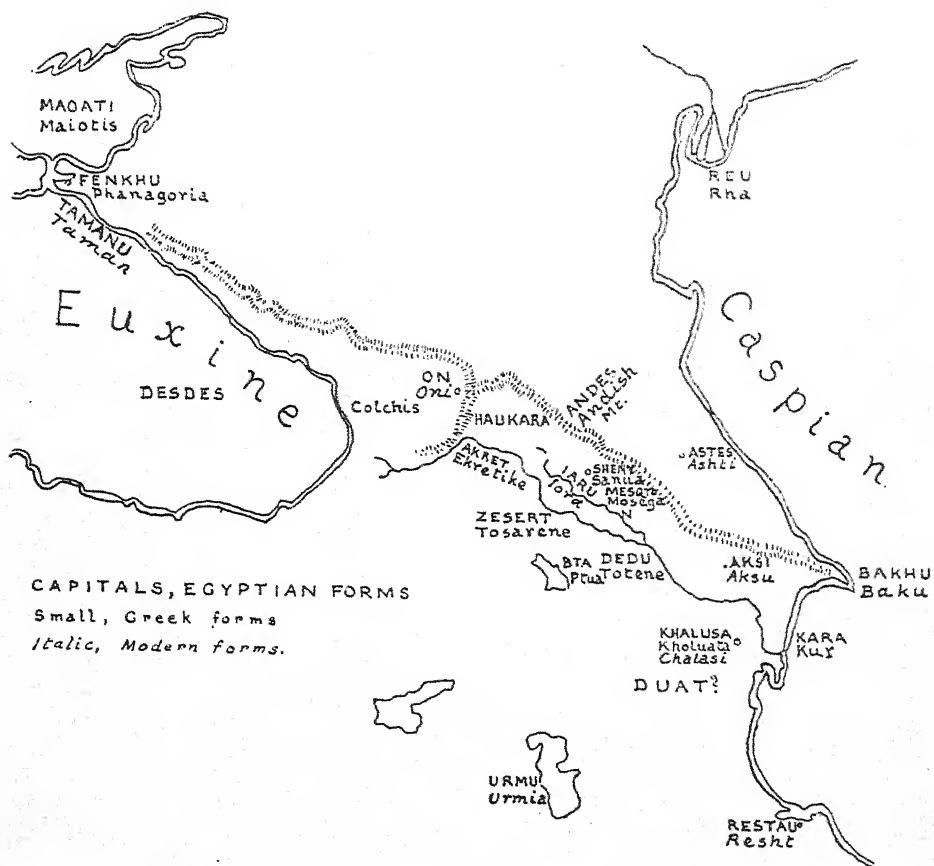 MAOATI
Maiotis
FENKHU
Phanagoria
TAMANU
Taman
Euxine
DESDES
REU
Rha
Caspian
ON
Oni
Colchis
HAUKARA
ANDES
Andish
Mt.
AKRET
Ekretike
IARU
Iora
SHENY
Sanua
MESQT
Mosega
N
ASTES
Ashti
ZESERT
Tosarene
BTA
Ptua
DEDU
Totene
AKSI
Aksu
BAKHU
Baku
CAPITALS, EGYPTIAN FORMS
Small, Greek forms
Italic, Modern forms.
KHALUSA
Kholuata
Chalasi
KARA
Kur
DUAT?
URMU
Urmia
RESTAU
Resht